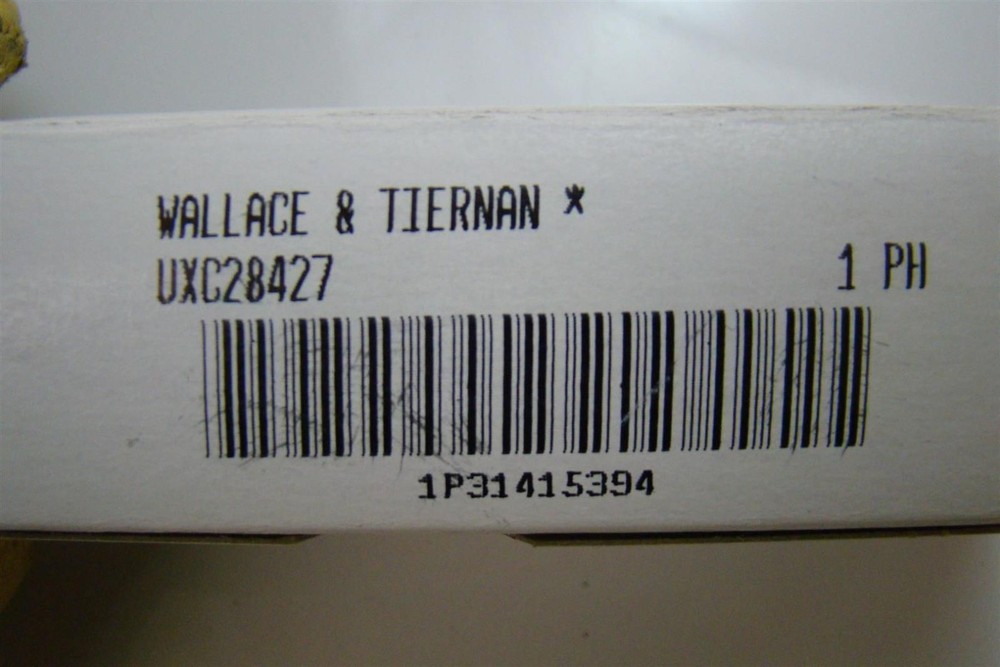 WALLACE & TIERNAN *
UXC28427 1 PH
1P31415394